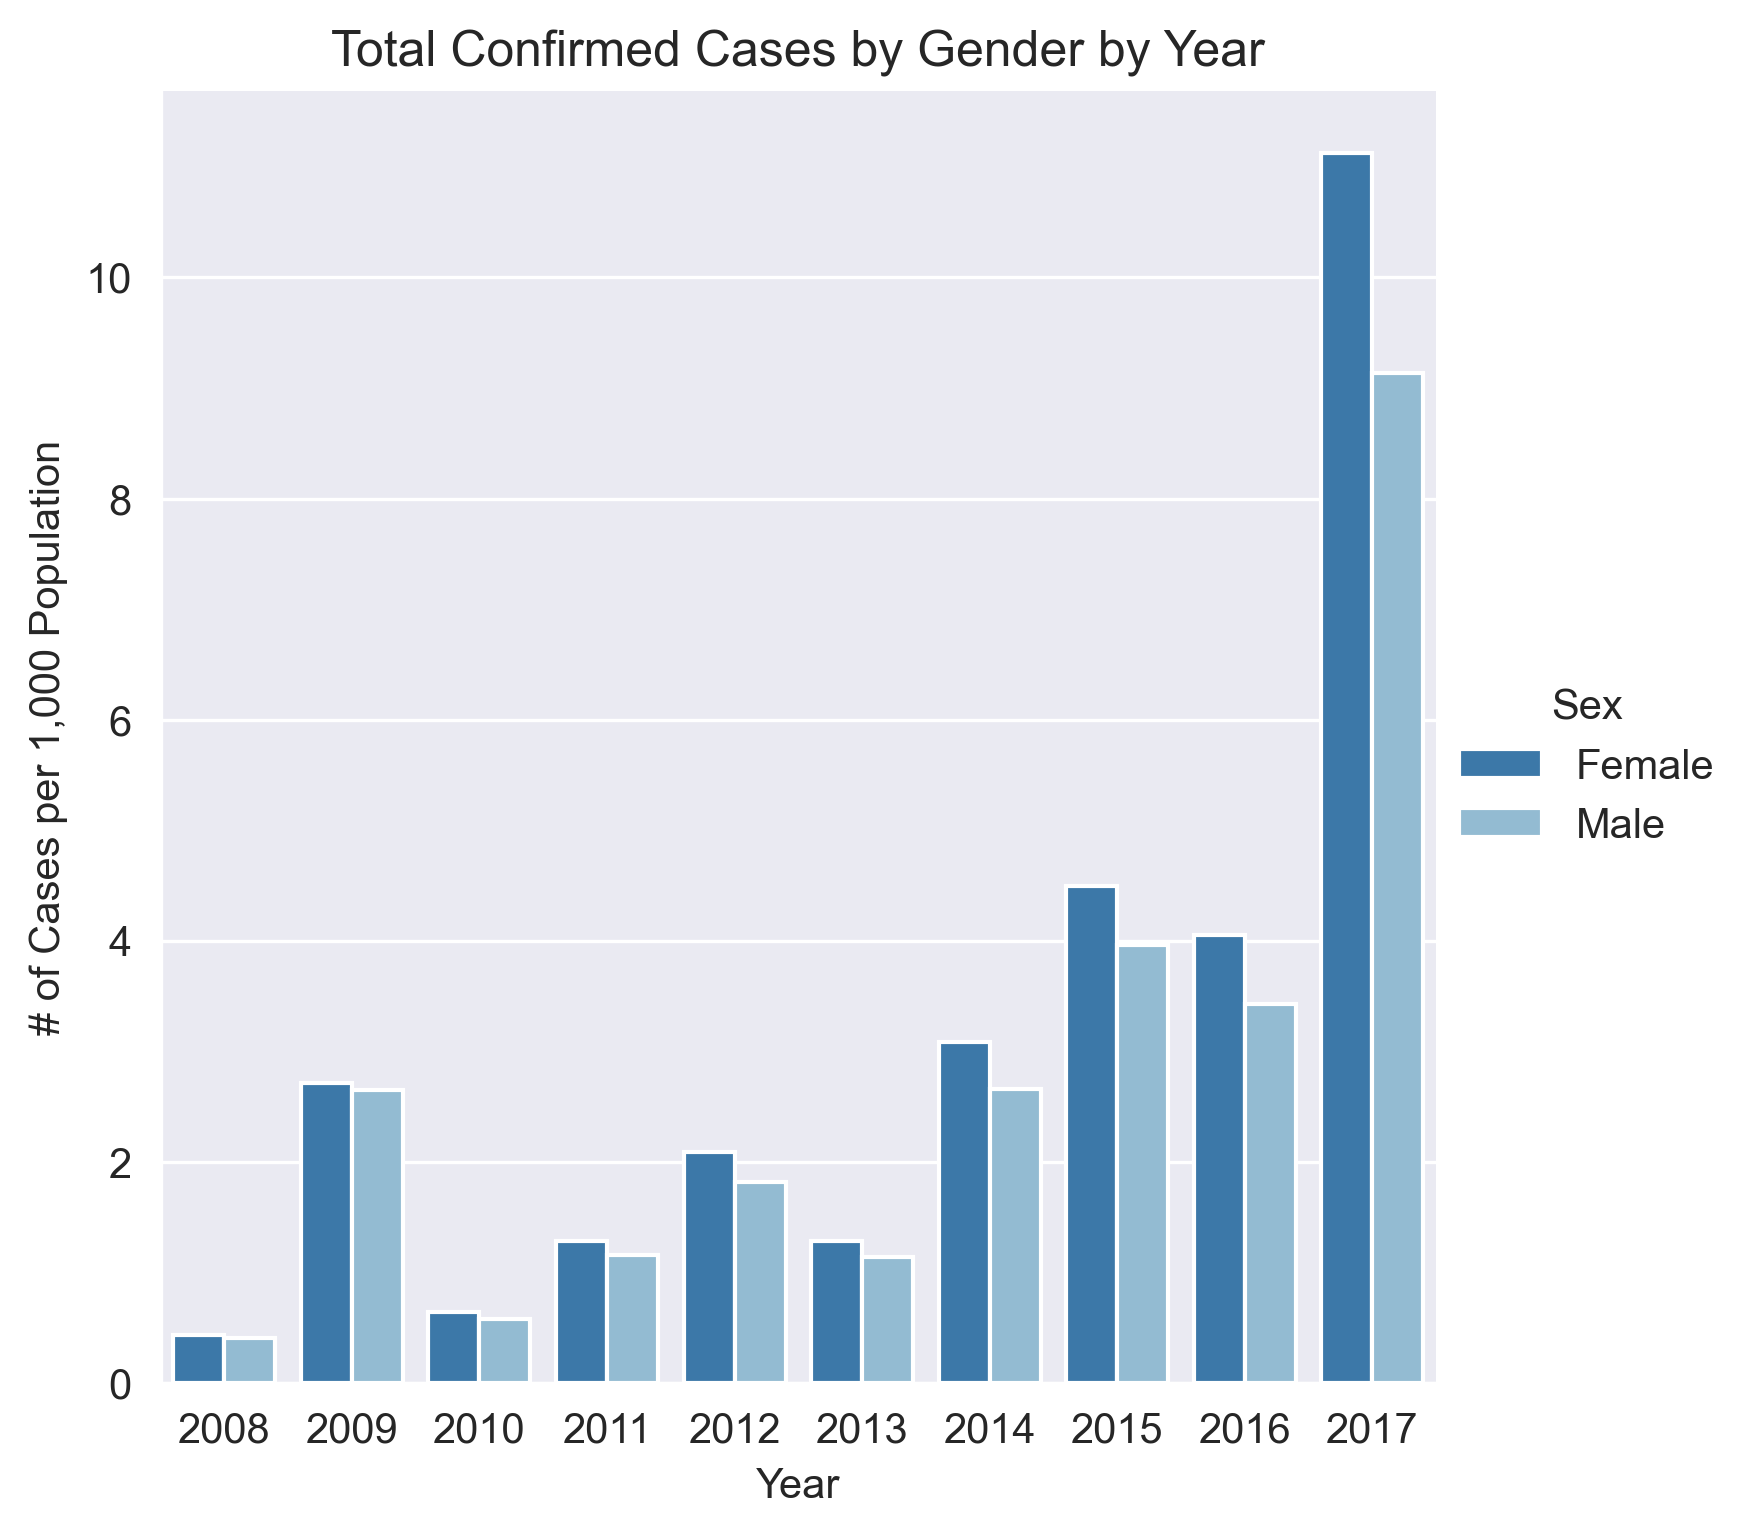 Total Confirmed Cases by Gender by Year
# of Cases per 1,000 Population
10
8
6
4
2
0
2008 2009 2010 2011 2012 2013 2014 2015 2016 2017
Year
Sex
Female
Male